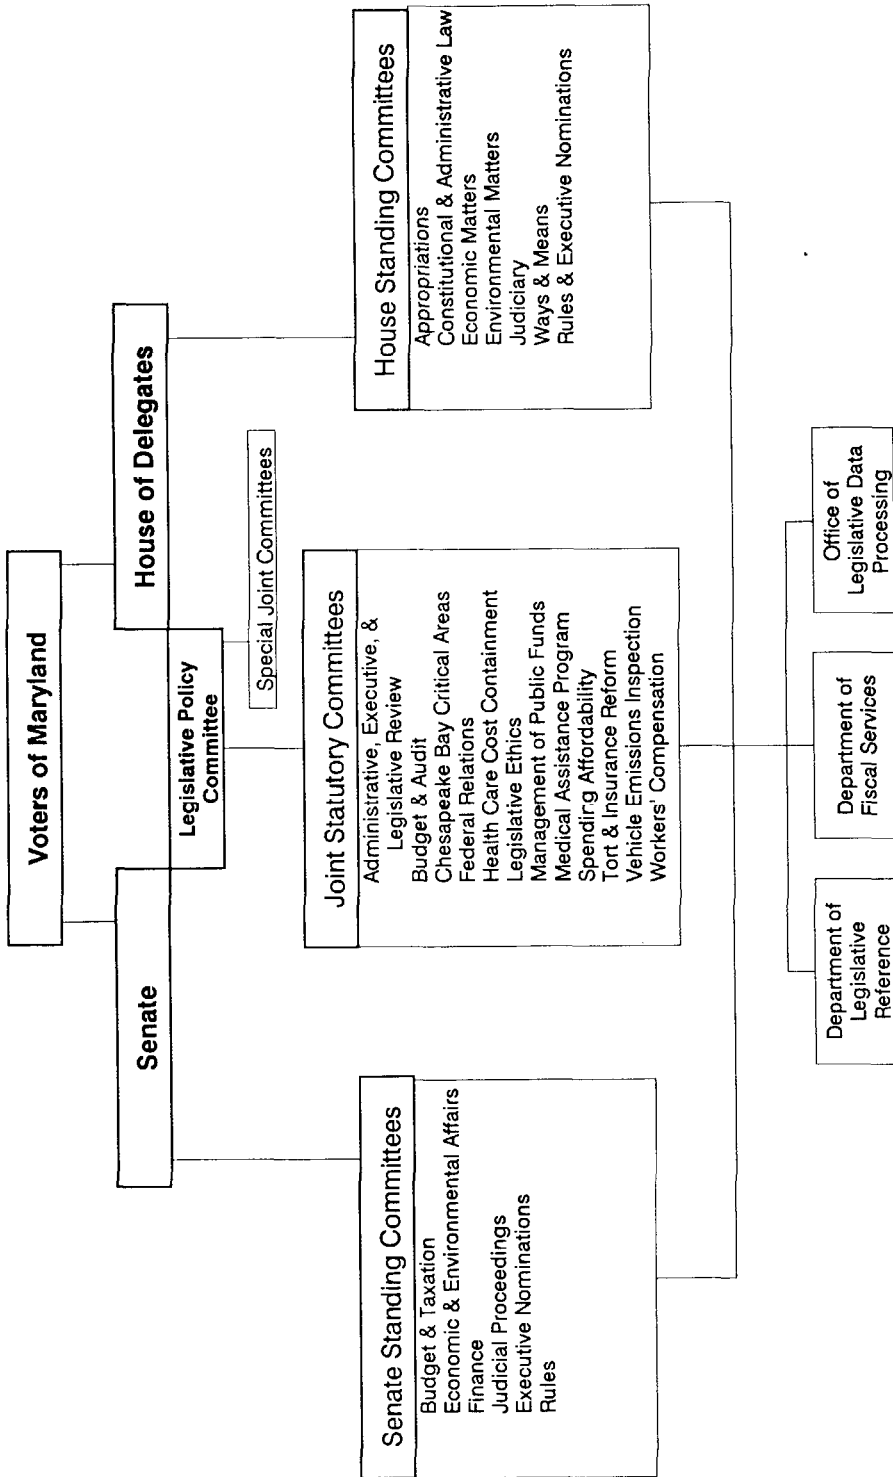 Voters of Maryland
Senate
House of Delegates
Legislative Policy
Committee
Special Joint Committees
Senate Standing Committees
Budget & Taxation
Economic & Environmental Affairs
Finance
Judicial Proceedings
Executive Nominations
Rules
Joint Statutory Committees
Administrative, Executive, &
Legislative Review
Budget & Audit
Chesapeake Bay Critical Areas
Federal Relations
Health Care Cost Containment
Legislative Ethics
Management of Public Funds
Medical Assistance Program
Spending Affordability
Tort & Insurance Reform
Vehicle Emissions Inspection
Workers' Compensation
House Standing Committees
Appropriations
Constitutional & Administrative Law
Economic Matters
Environmental Matters
Judiciary
Ways & Means
Rules & Executive Nominations
Department of
Legislative
Reference
Department of
Fiscal Services
Office of
Legislative Data
Processing